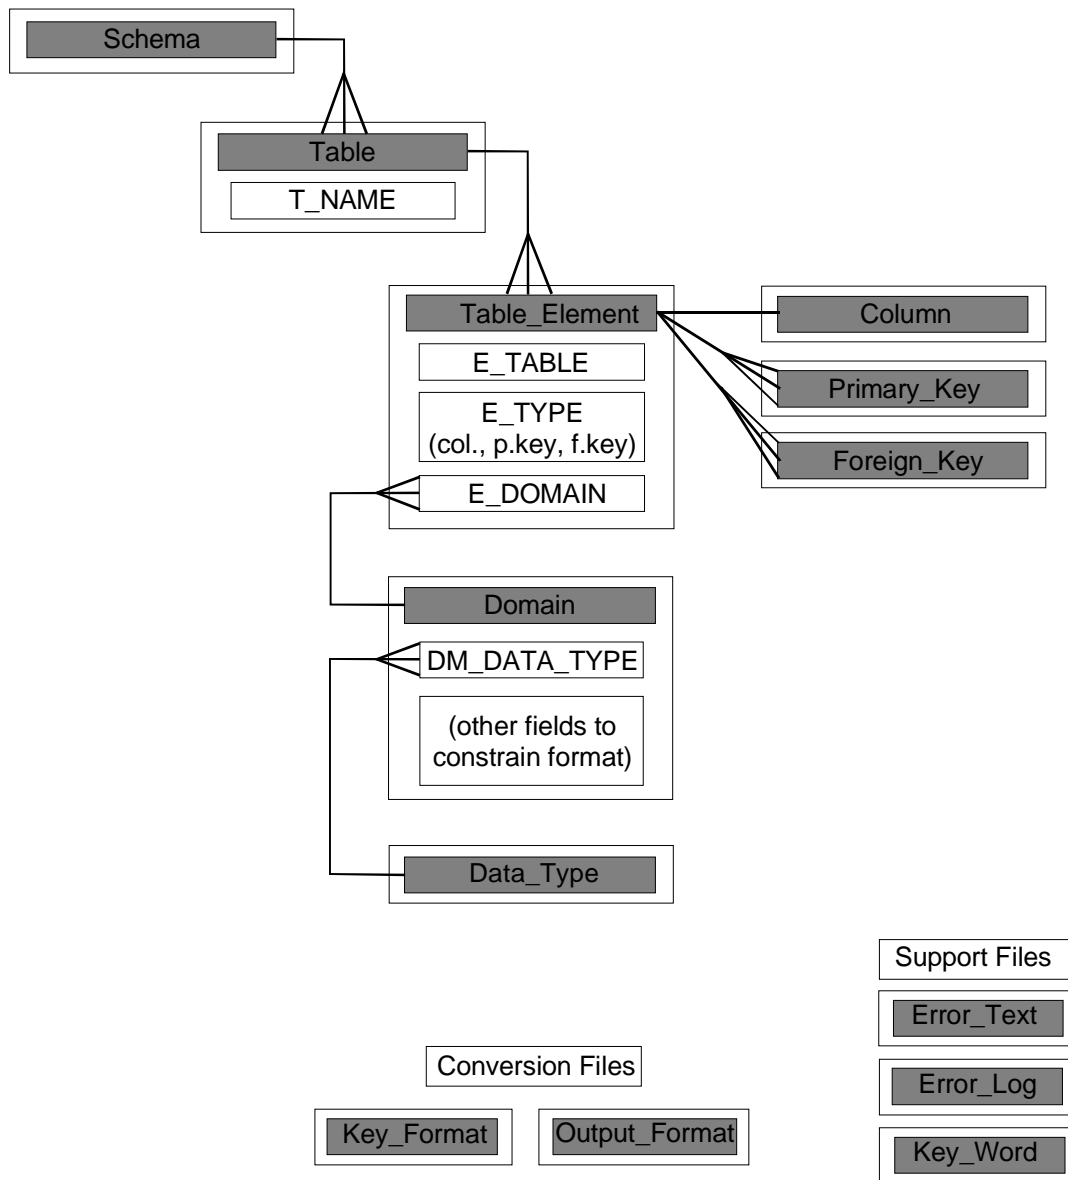 Schema
Table
T_NAME
Table_Element
E_TABLE
E_TYPE
(col., p.key, f.key)
E_DOMAIN
Column
Primary_Key
Foreign_Key
Domain
DM_DATA_TYPE
(other fields to
constrain format)
Data_Type
Support Files
Error_Text
Error_Log
Key_Word
Conversion Files
Key_Format
Output_Format